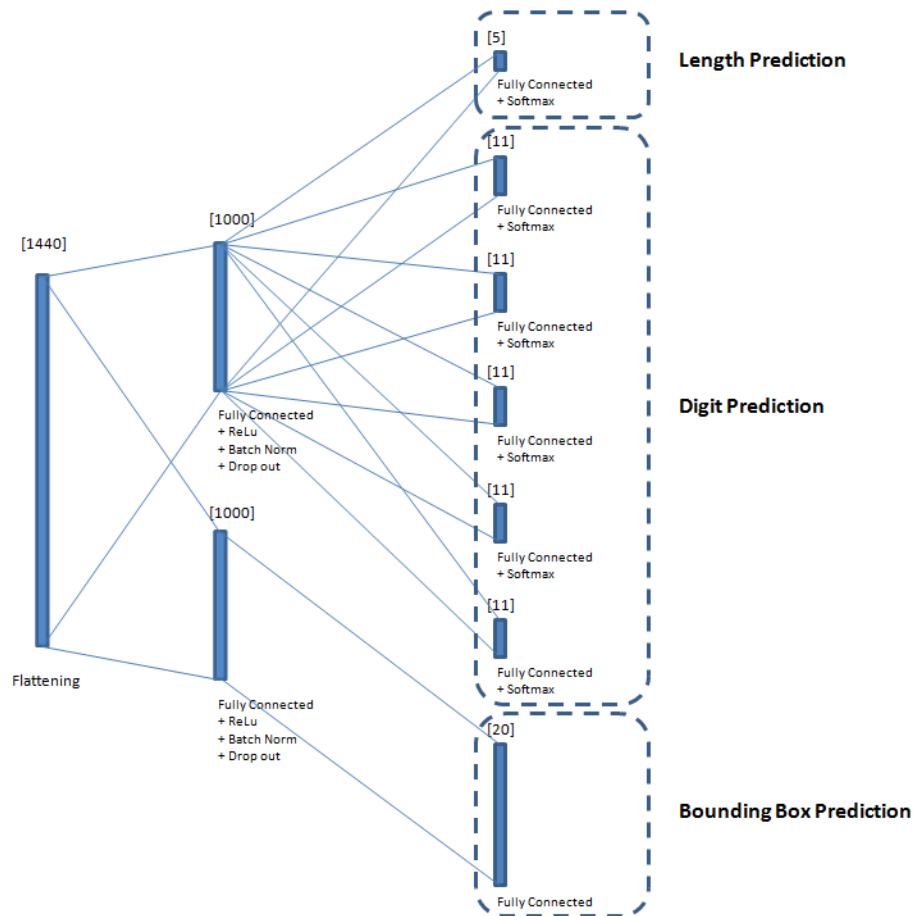 [5]
Length Prediction
Fully Connected
+ Softmax
[11]
Fully Connected
+ Softmax
[1000]
[1440]
[11]
Fully Connected
+ Softmax
[11]
Digit Prediction
Fully Connected
+ ReLu
+ Batch Norm
+ Drop out
Fully Connected
+ Softmax
[11]
[1000]
Fully Connected
+ Softmax
[11]
Flattening
Fully Connected
+ Softmax
Fully Connected
+ ReLu
+ Batch Norm
+ Drop out
[20]
Bounding Box Prediction
Fully Connected